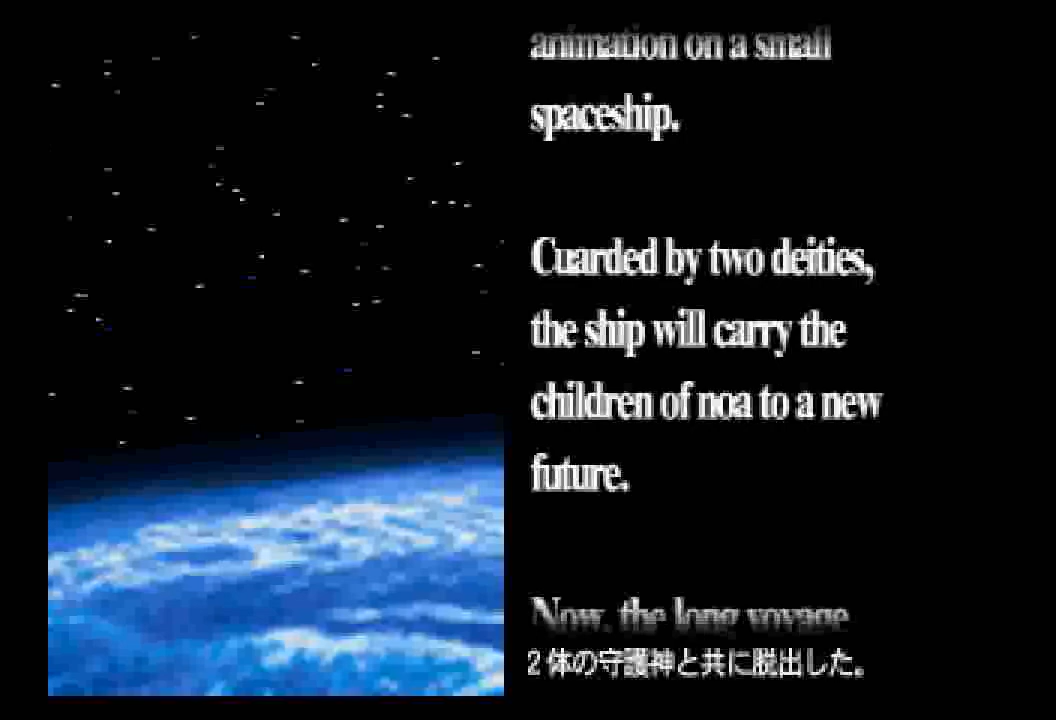 animation on a small
spaceship.
Cuarded by two deities,
the ship will carry the
children of noa to a new
future.
Now, the long voyage
2体の守護神と共に脱出した。